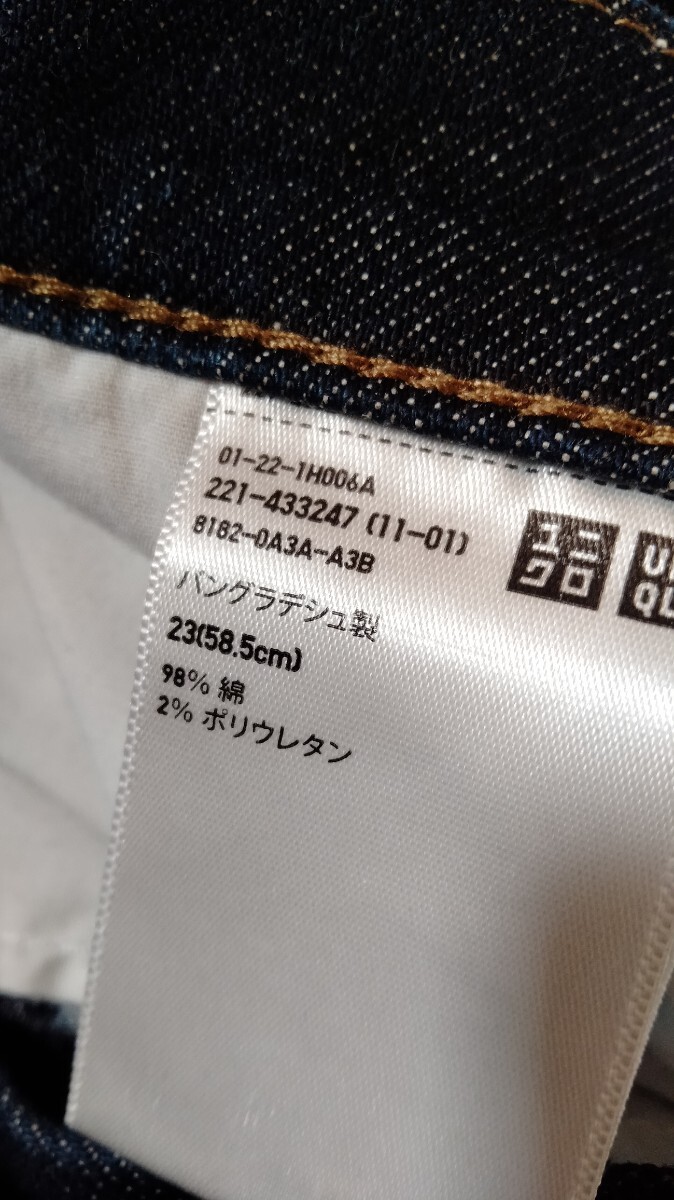 01-22-1H006A
221-433247 (11-01)
8182-0A3A-A3B
バングラデシュ製
23(58.5cm)
98% 綿
2% ポリウレタン
ユニ
クロ
QL